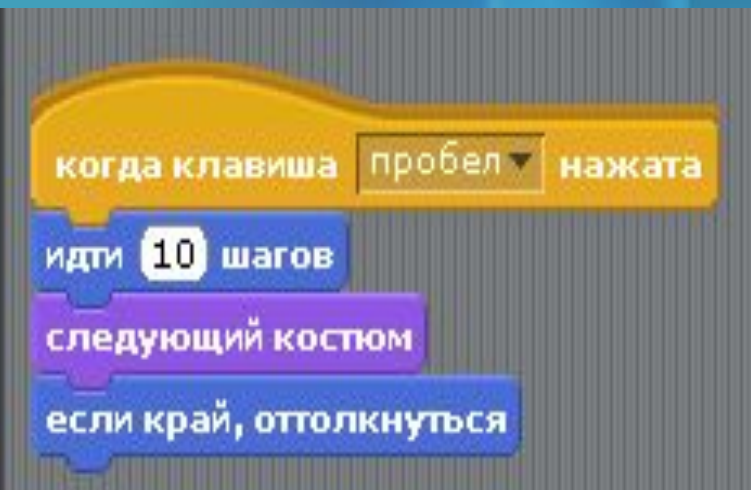 когда клавиша пробел нажата
идти 10 шагов
следующий костюм
если край, оттолкнуться